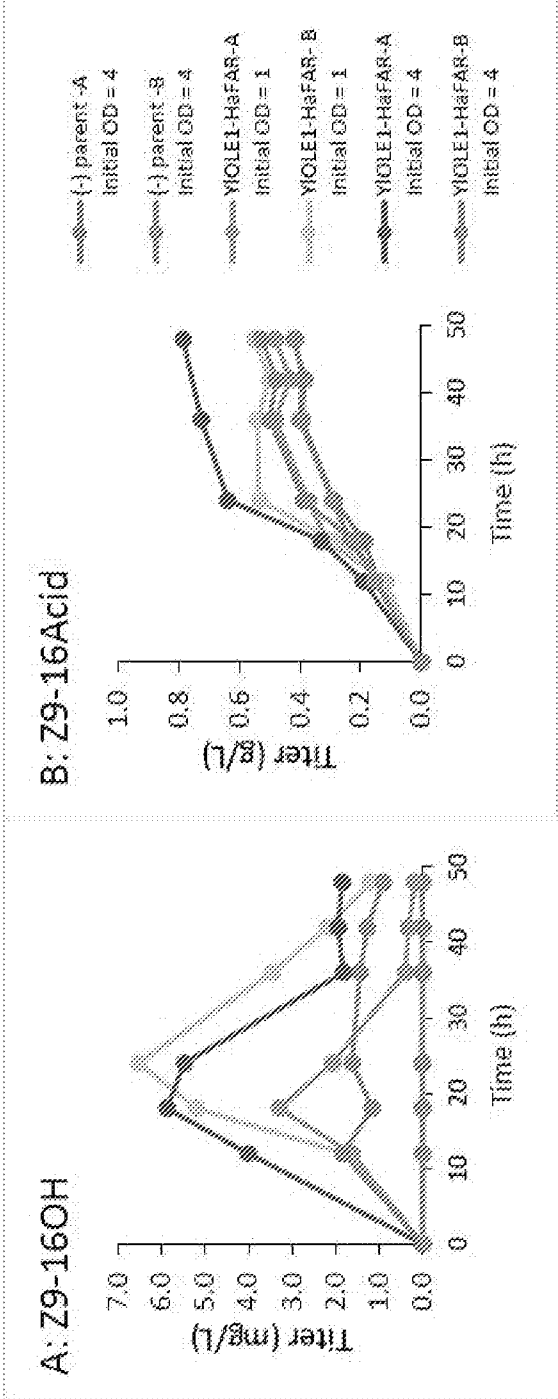 A: Z9-16OH
Titer (mg/L)
7.0
6.0
5.0
4.0
3.0
2.0
1.0
0.0
0
10
20
30
40
50
Time (h)
B: Z9-16Acid
Titer (g/L)
1.0
0.8
0.6
0.4
0.2
0.0
0
10
20
30
40
50
Time (h)
(-) parent -A
Initial OD = 4
(-) parent -B
Initial OD = 4
YlOLE1-HaFAR-A
Initial OD = 1
YlOLE1-HaFAR- B
Initial OD = 1
YlOLE1-HaFAR-A
Initial OD = 4
YlOLE1-HaFAR-B
Initial OD = 4